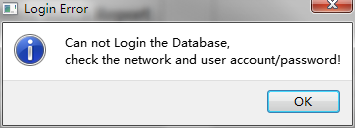 Login Error
Can not Login the Database,
check the network and user account/password!
OK